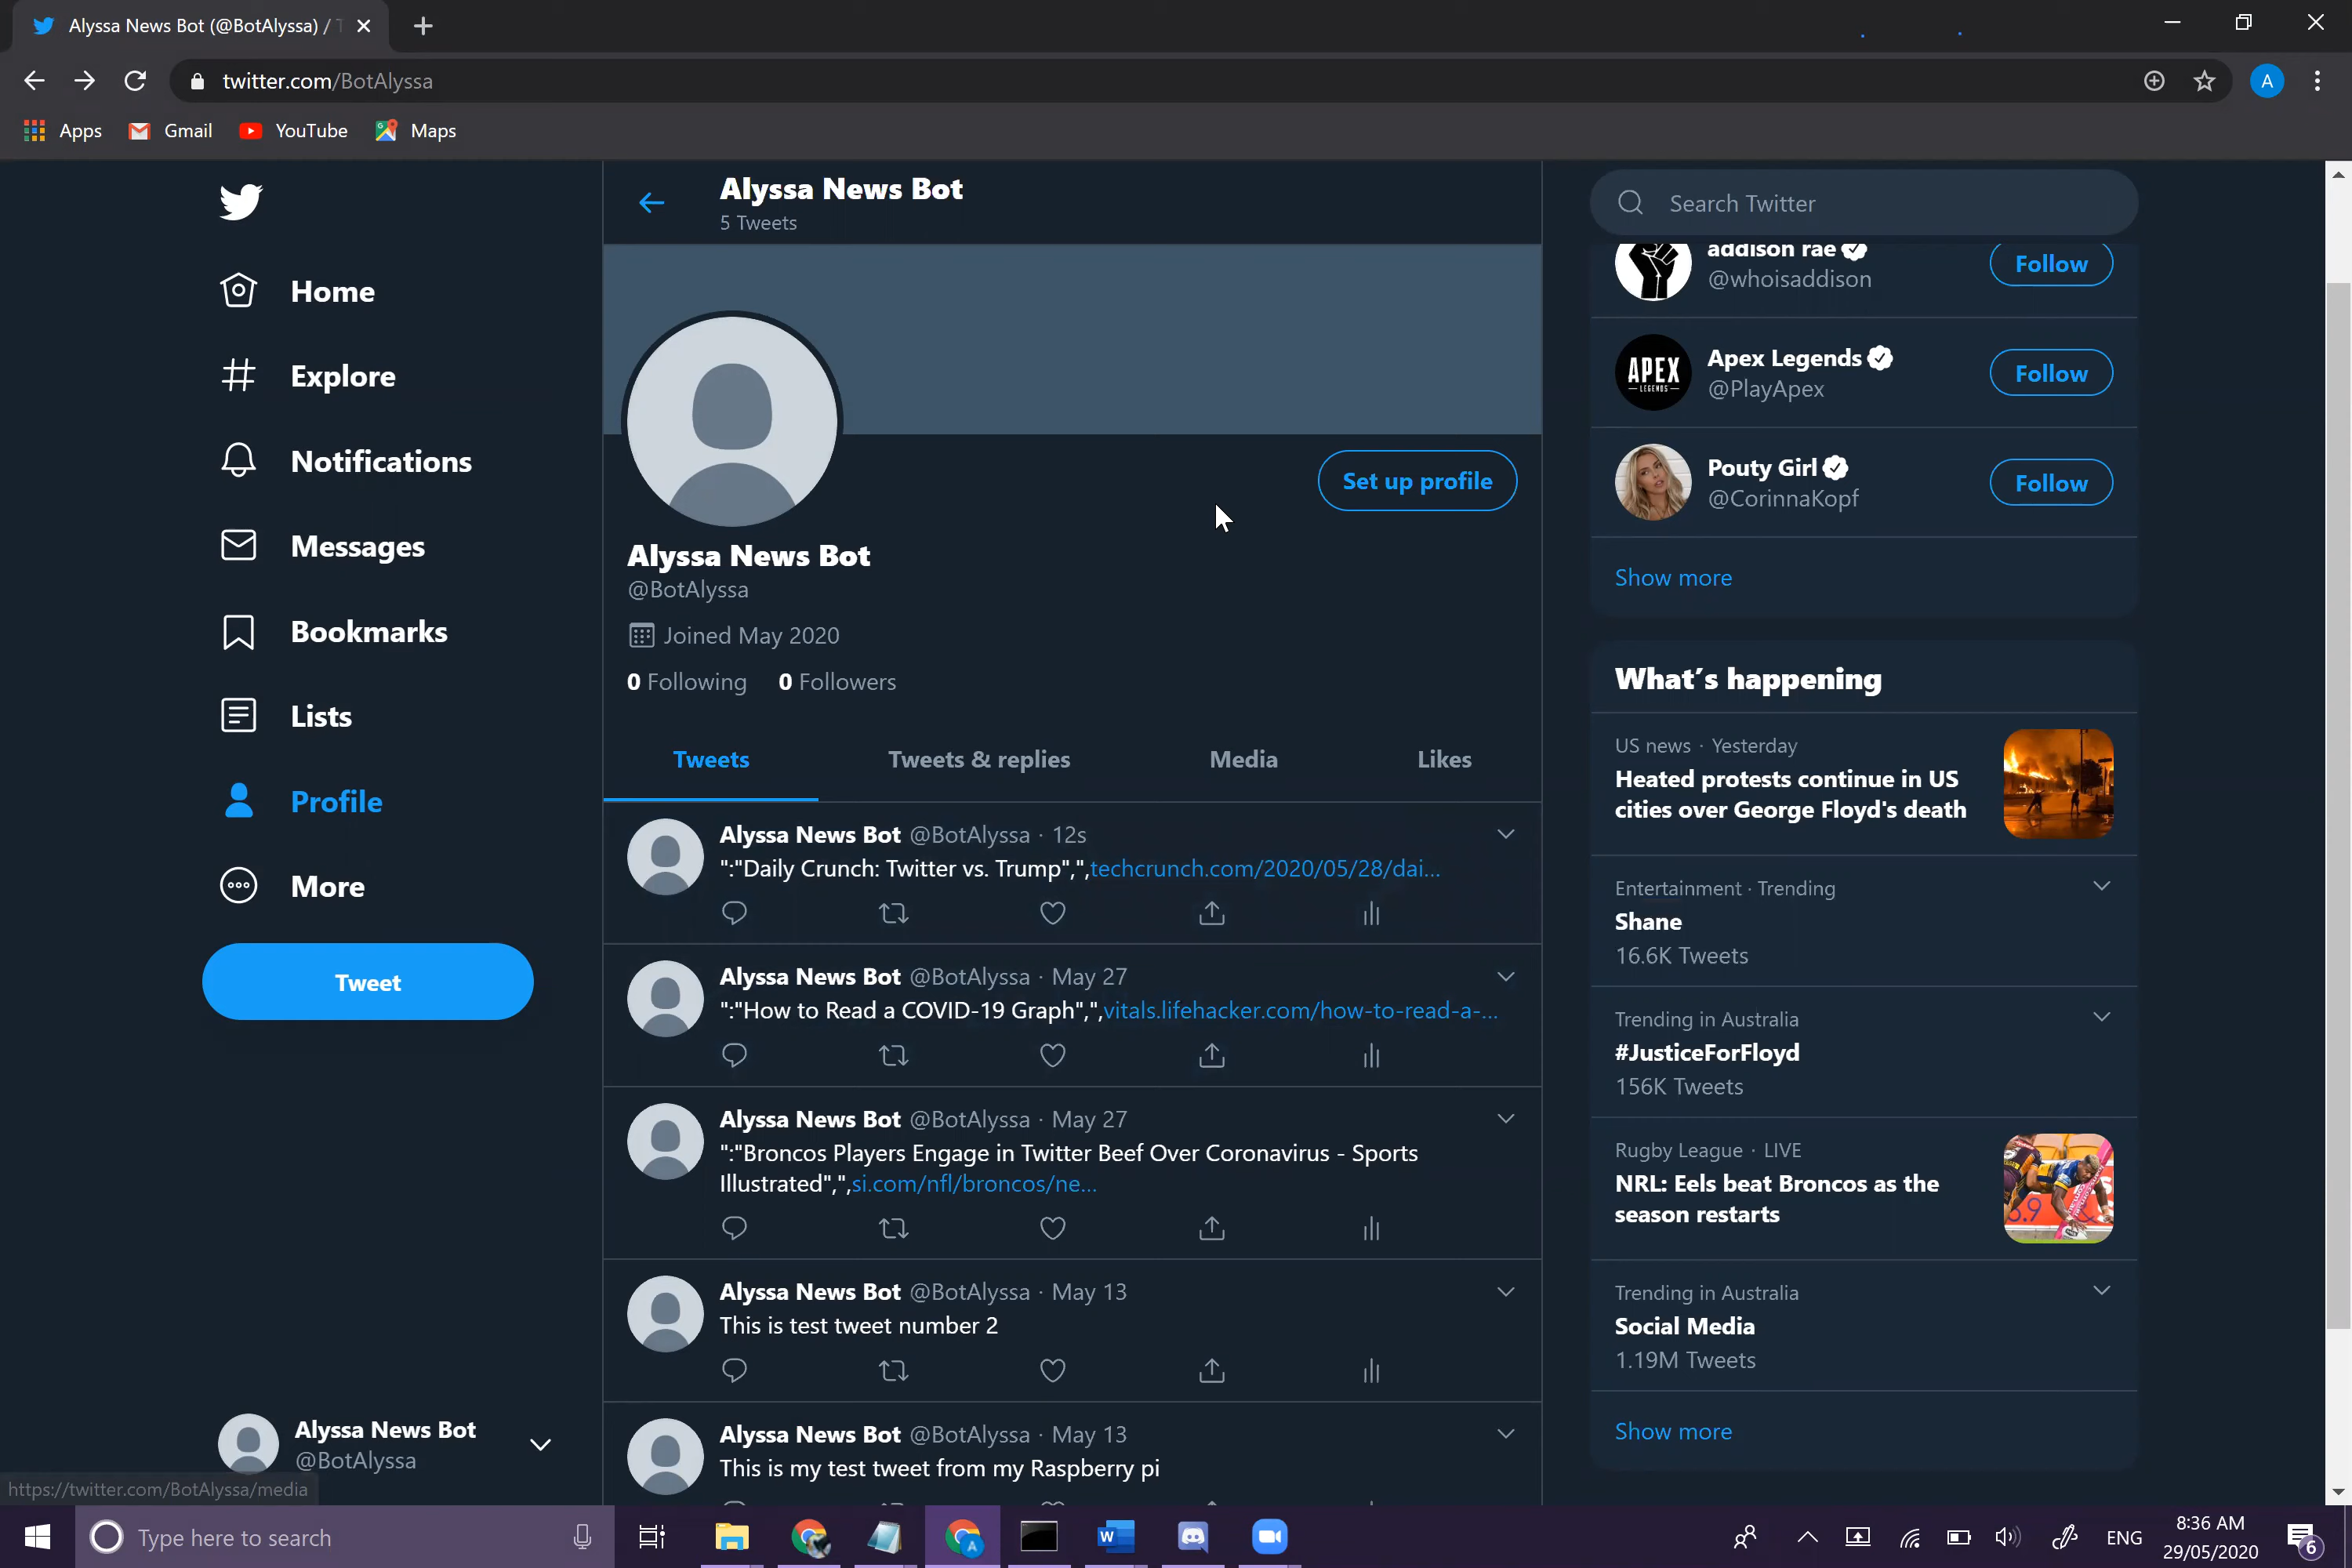 Alyssa News Bot (@BotAlyssa) / T
twitter.com/BotAlyssa
A
Apps
Gmail
YouTube
Maps
Home
Explore
Notifications
Messages
Bookmarks
Lists
Profile
More
Tweet
Alyssa News Bot
@BotAlyssa
https://twitter.com/BotAlyssa/media
Alyssa News Bot
5 Tweets
Set up profile
Alyssa News Bot
@BotAlyssa
Joined May 2020
0 Following 0 Followers
Tweets Tweets & replies Media Likes
Alyssa News Bot @BotAlyssa · 12s
":"Daily Crunch: Twitter vs. Trump",",techcrunch.com/2020/05/28/dai...
Alyssa News Bot @BotAlyssa · May 27
":"How to Read a COVID-19 Graph",",vitals.lifehacker.com/how-to-read-a-...
Alyssa News Bot @BotAlyssa · May 27
":"Broncos Players Engage in Twitter Beef Over Coronavirus - Sports
Illustrated",",si.com/nfl/broncos/ne...
Alyssa News Bot @BotAlyssa · May 13
This is test tweet number 2
Alyssa News Bot @BotAlyssa · May 13
This is my test tweet from my Raspberry pi
Search Twitter
addison rae
@whoisaddison
Follow
APEX
LEGENDS
Apex Legends
@PlayApex
Follow
Pouty Girl
@CorinnaKopf
Follow
Show more
What's happening
US news · Yesterday
Heated protests continue in US
cities over George Floyd's death
Entertainment · Trending
Shane
16.6K Tweets
Trending in Australia
#JusticeForFloyd
156K Tweets
Rugby League · LIVE
NRL: Eels beat Broncos as the
season restarts
Trending in Australia
Social Media
1.19M Tweets
Show more
Type here to search
A
W
ENG
8:36 AM
29/05/2020
6